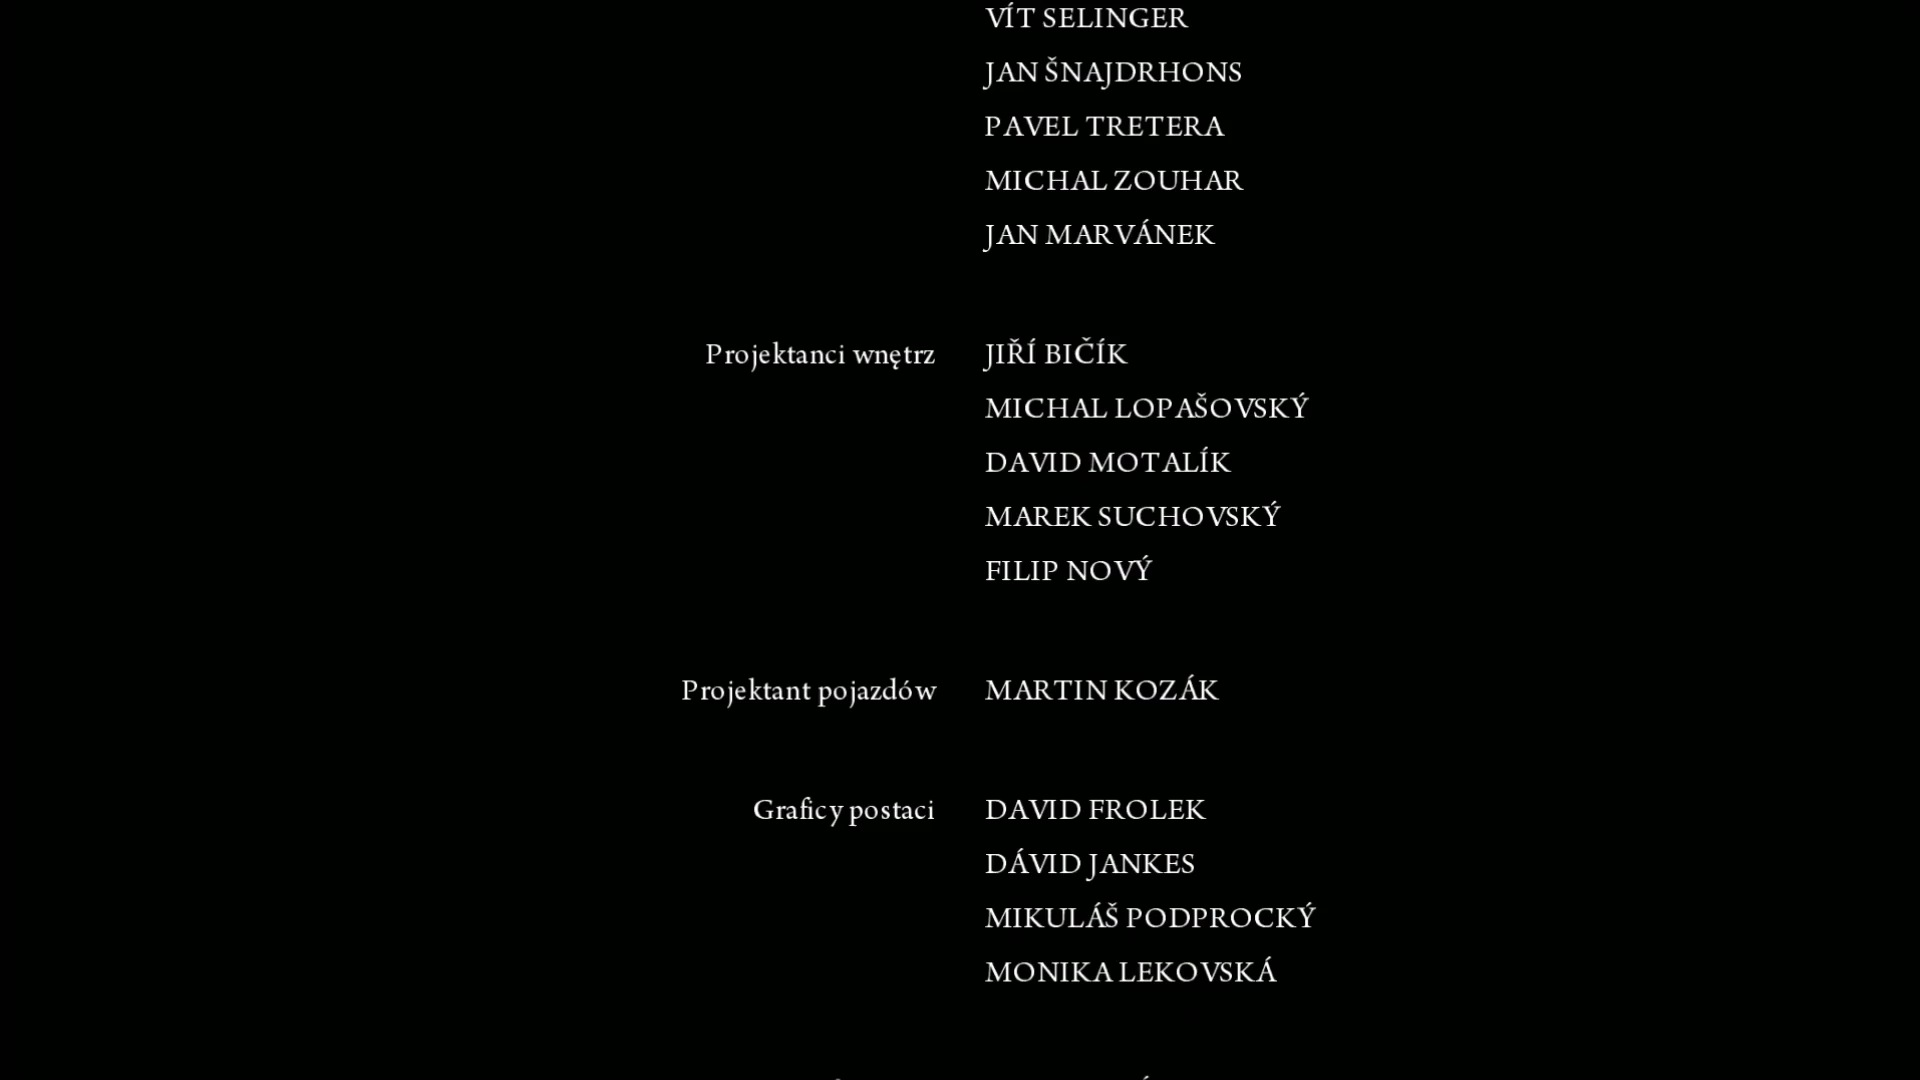 VÍT SELINGER
JAN ŠNAJDRHONS
PAVEL TRETERA
MICHAL ZOUHAR
JAN MARVÁNEK
Projektanci wnętrz JIŘÍ BIČÍK
MICHAL LOPAŠOVSKÝ
DAVID MOTALÍK
MAREK SUCHOVSKÝ
FILIP NOVÝ
Projektant pojazdów MARTIN KOZÁK
Graficy postaci DAVID FROLEK
DÁVID JANKES
MIKULÁŠ PODPROCKÝ
MONIKA LEKOVSKÁ